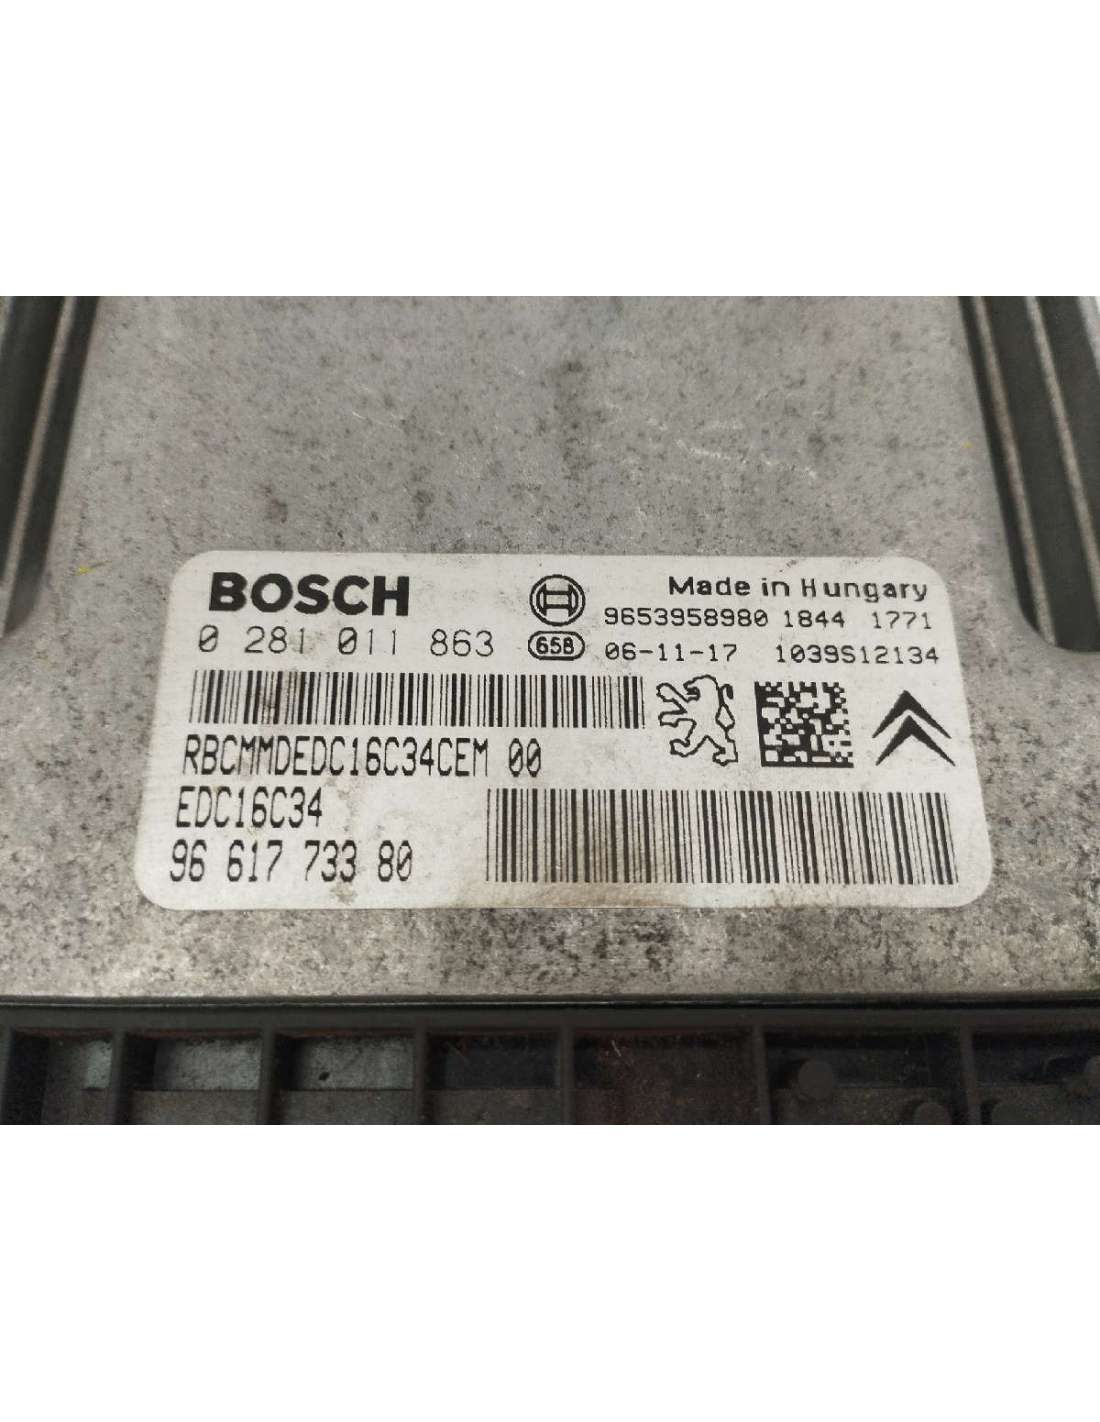 BOSCH
Made in Hungary
9653958980 1844 1771
0 281 011 863
658
06-11-17 1039S12134
RBCMMDEDC16C34CEM 00
EDC16C34
96 617 733 80